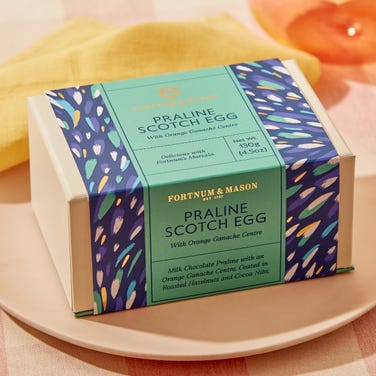 FORTNUM & MASON
PRALINE
SCOTCH EGG
With Orange Ganache Centre
Delicious with
Fortnum's Marsala
Net Wt.
130g
(4.5oz)
FORTNUM & MASON
EST 1707
PRALINE
SCOTCH EGG
With Orange Ganache Centre
Milk Chocolate Praline with an
Orange Ganache Centre, Coated in
Roasted Hazelnuts and Cocoa Nibs.